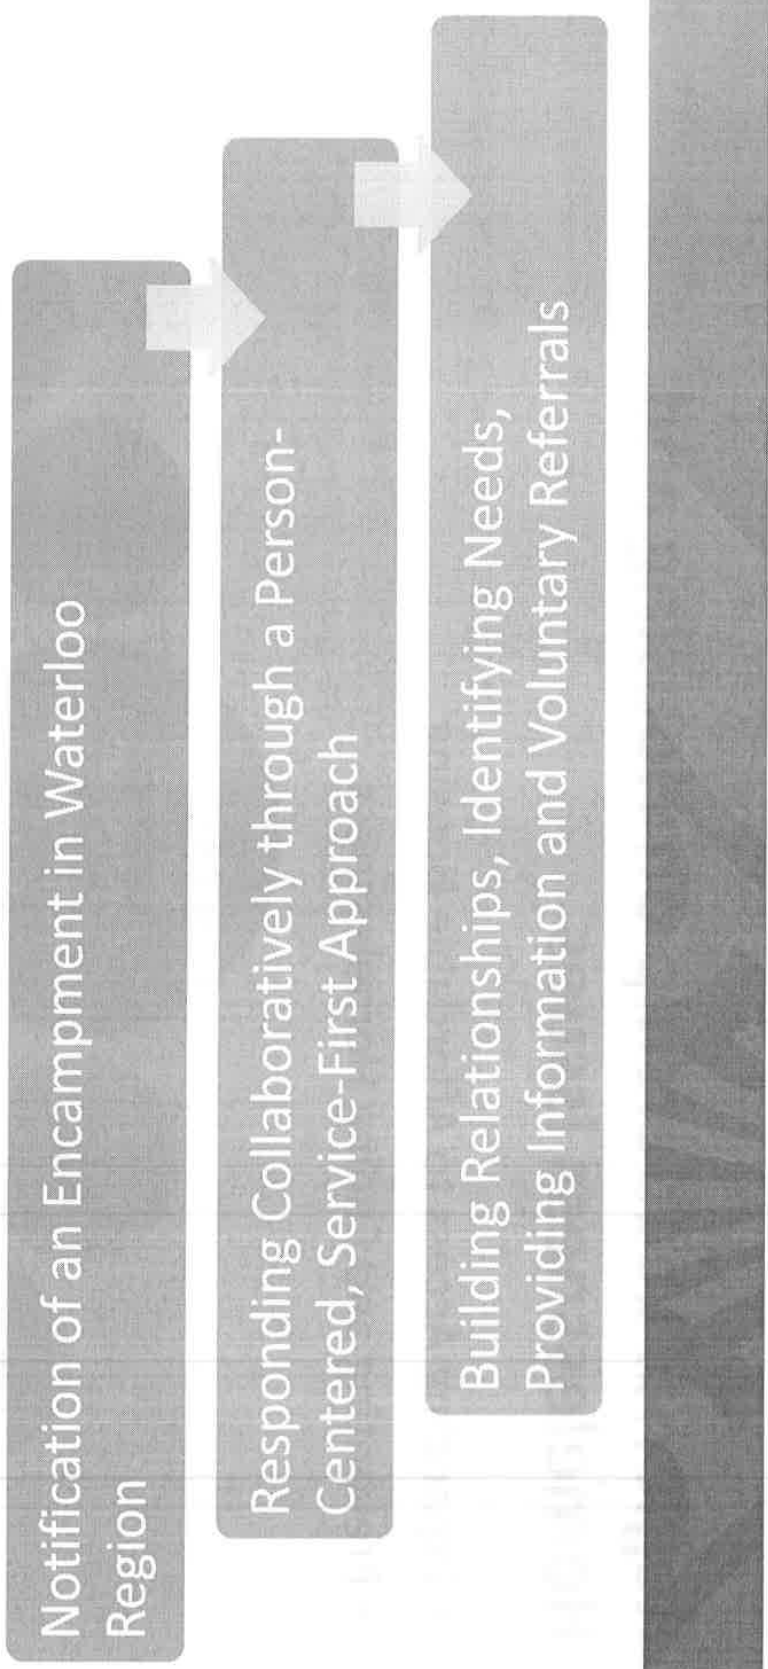 Notification of an Encampment in Waterloo
Region
Responding Collaboratively through a Person-
Centered, Service-First Approach
Building Relationships, Identifying Needs,
Providing Information and Voluntary Referrals